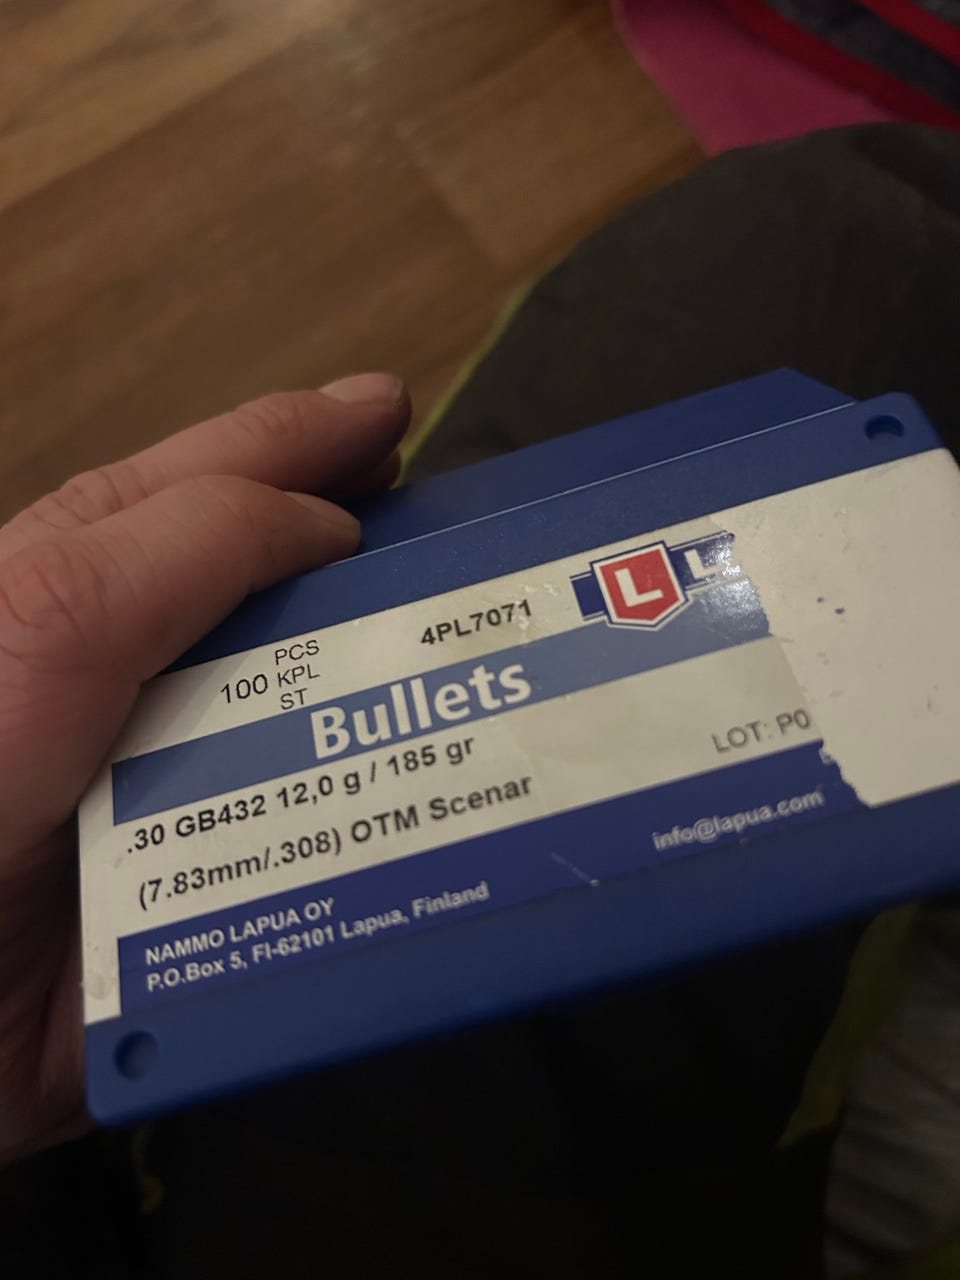 PCS
100 KPL
ST
4PL7071
L
Bullets
.30 GB432 12,0 g / 185 gr
(7.83mm/.308) OTM Scenar
LOT: P0
NAMMO LAPUA OY
P.O.Box 5, FI-62101 Lapua, Finland
info@lapua.com